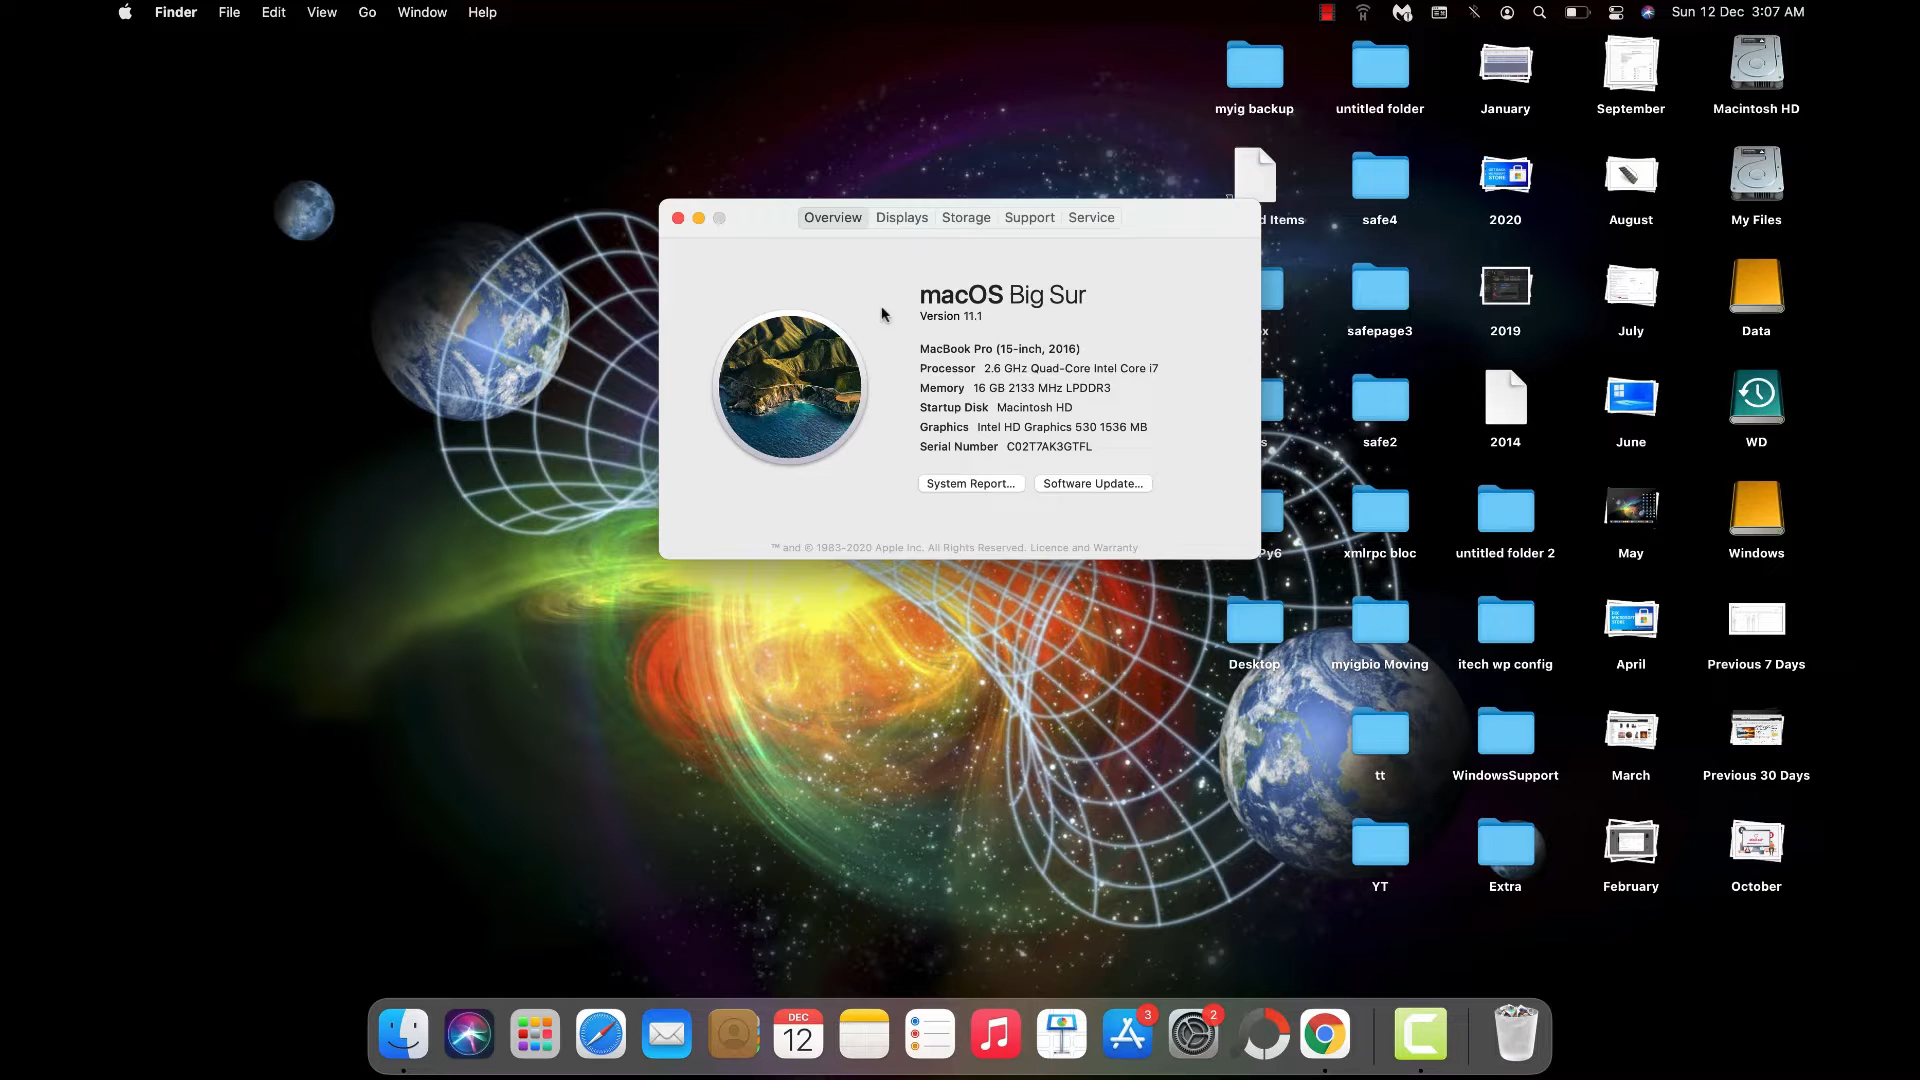 Finder File Edit View Go Window Help
Sun 12 Dec 3:07 AM
myig backup untitled folder January September Macintosh HD
d Items safe4 2020 August My Files
x safepage3 2019 July Data
s safe2 2014 June WD
Py6 xmlrpc bloc untitled folder 2 May Windows
Desktop myigbio Moving itech wp config April Previous 7 Days
tt WindowsSupport March Previous 30 Days
YT Extra February October
Overview Displays Storage Support Service
macOS Big Sur
Version 11.1
MacBook Pro (15-inch, 2016)
Processor 2.6 GHz Quad-Core Intel Core i7
Memory 16 GB 2133 MHz LPDDR3
Startup Disk Macintosh HD
Graphics Intel HD Graphics 530 1536 MB
Serial Number C02T7AK3GTFL
System Report... Software Update...
™ and © 1983-2020 Apple Inc. All Rights Reserved. Licence and Warranty
DEC
12
3
2